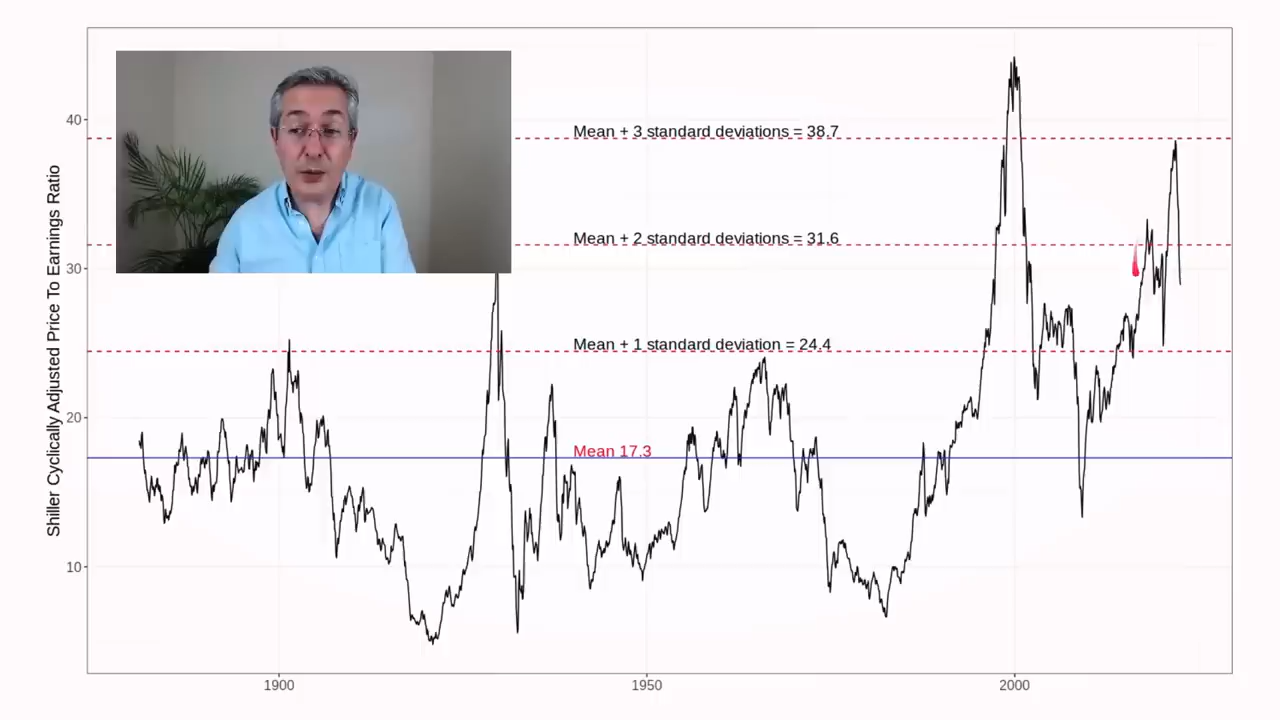 Shiller Cyclically Adjusted Price To Earnings Ratio
40
30
20
10
Mean + 3 standard deviations = 38.7
Mean + 2 standard deviations = 31.6
Mean + 1 standard deviation = 24.4
Mean 17.3
1900
1950
2000